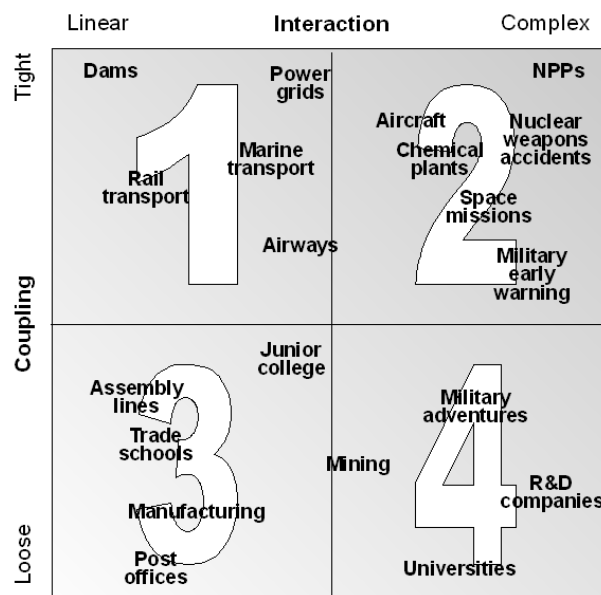 Linear Interaction Complex
Tight
Coupling
Loose
1
Dams
Power
grids
Marine
transport
Rail
transport
Airways
2
NPPs
Aircraft
Nuclear
weapons
accidents
Chemical
plants
Space
missions
Military
early
warning
3
Junior
college
Assembly
lines
Trade
schools
Manufacturing
Post
offices
4
Military
adventures
Mining
R&D
companies
Universities